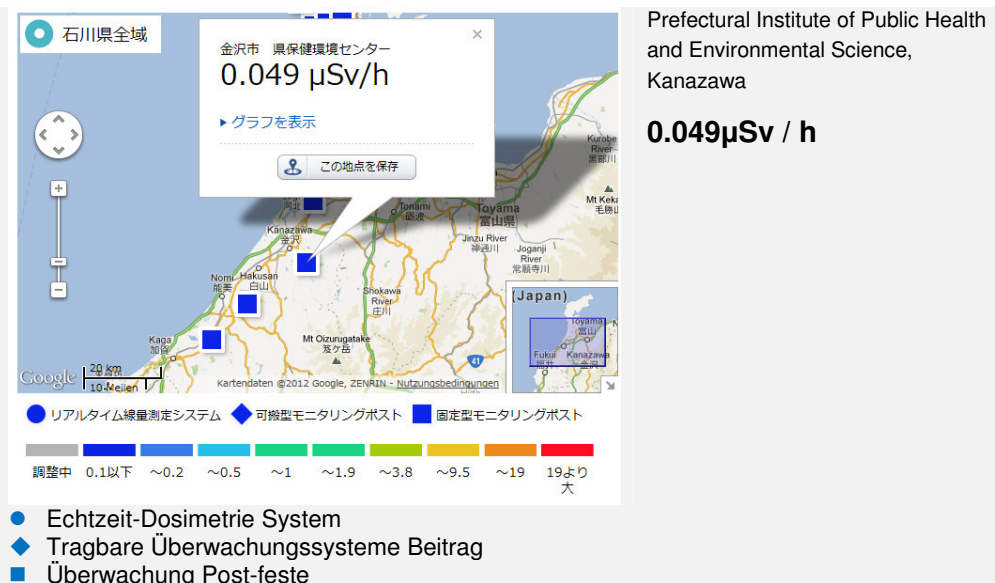 石川県全域
金沢市 県保健環境センター
0.049 μSv/h
グラフを表示
この地点を保存
Prefectural Institute of Public Health
and Environmental Science,
Kanazawa
0.049μSv / h
Kurobe
River
黒部川
Mt Keka
毛勝山
Tonami
砺波
Toyama
富山県
Kanazawa
金沢
Jinzu River
神通川
Joganji
River
常願寺川
Nomi
能美
Hakusan
白山
Shokawa
River
庄川
(Japan)
Toyama
富山
Fukui
福井
Kanazawa
金沢
Mt Oizurugatake
笈ケ岳
Kaga
加賀
41
20 km
10 Meilen
Google
Kartendaten ©2012 Google, ZENRIN - Nutzungsbedingungen
リアルタイム線量測定システム 可搬型モニタリングポスト 固定型モニタリングポスト
調整中 0.1以下 ～0.2 ～0.5 ～1 ～1.9 ～3.8 ～9.5 ～19 19より
大
Echtzeit-Dosimetrie System
Tragbare Überwachungssysteme Beitrag
Überwachung Post-feste